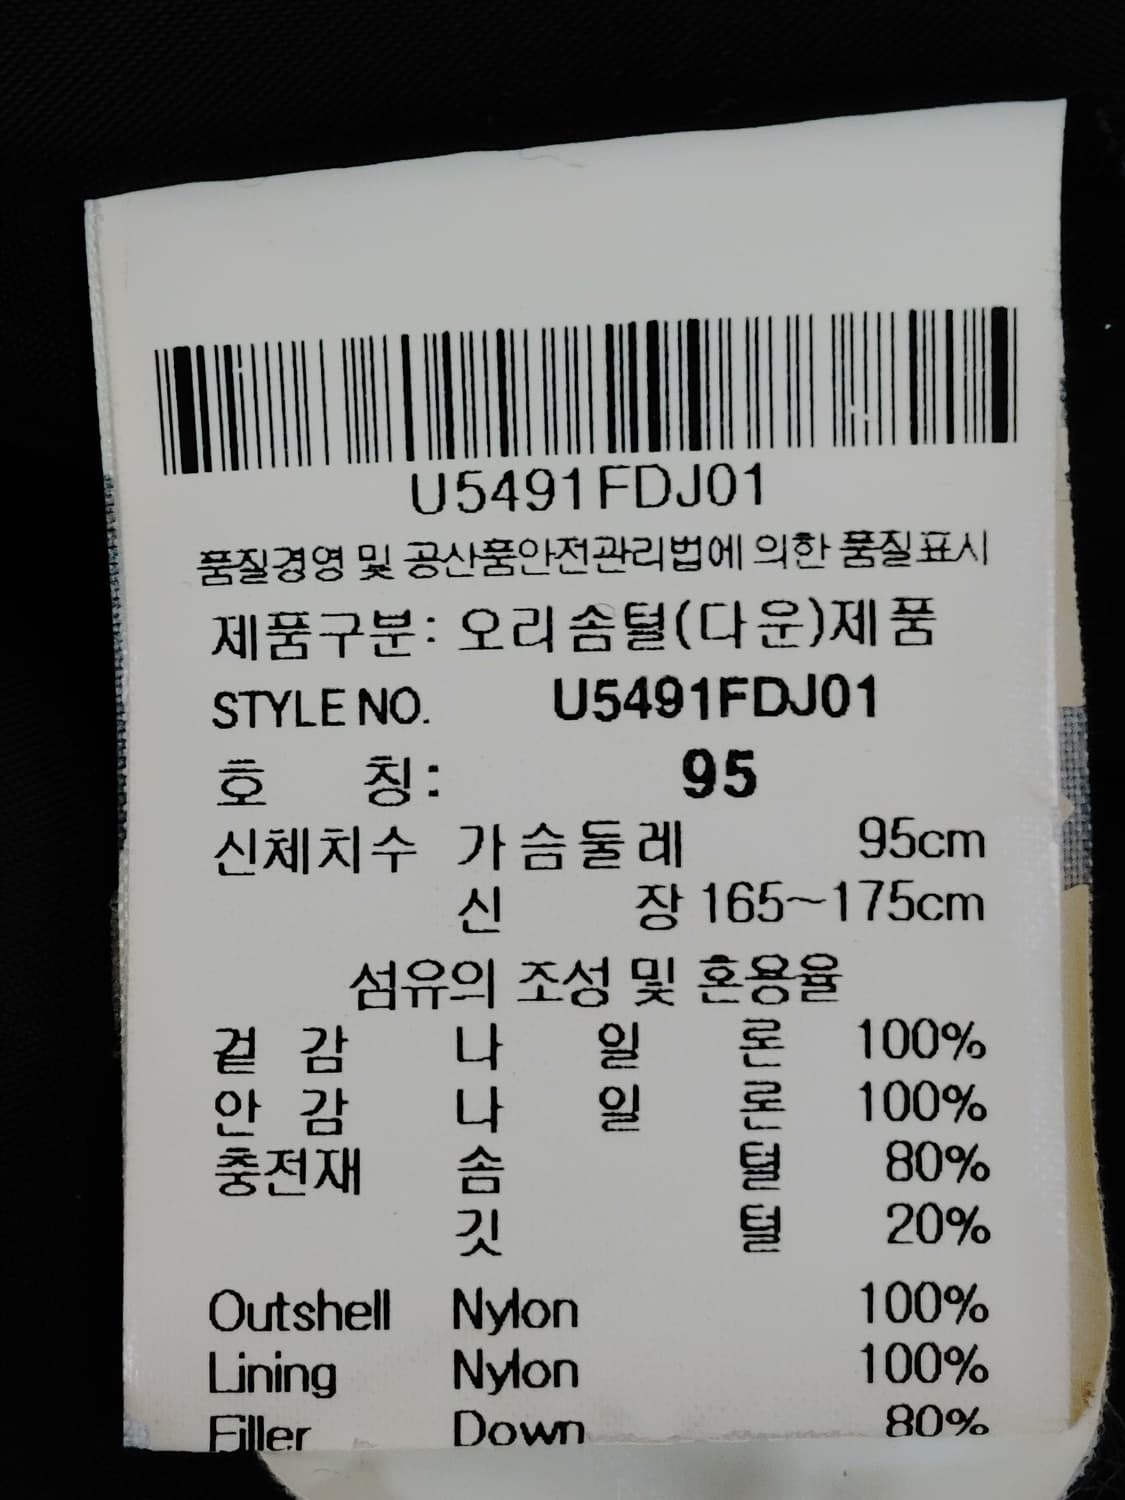 U5491FDJ01
품질경영 및 공산품안전관리법에 의한 품질표시
제품구분: 오리솜털(다운)제품
STYLE NO. U5491FDJ01
호 칭: 95
신체치수 가슴둘레 95cm
신 장 165~175cm
섬유의 조성 및 혼용율
겉 감 나 일 론 100%
안 감 나 일 론 100%
충전재 솜 털 80%
깃 털 20%
Outshell Nylon 100%
Lining Nylon 100%
Filler Down 80%